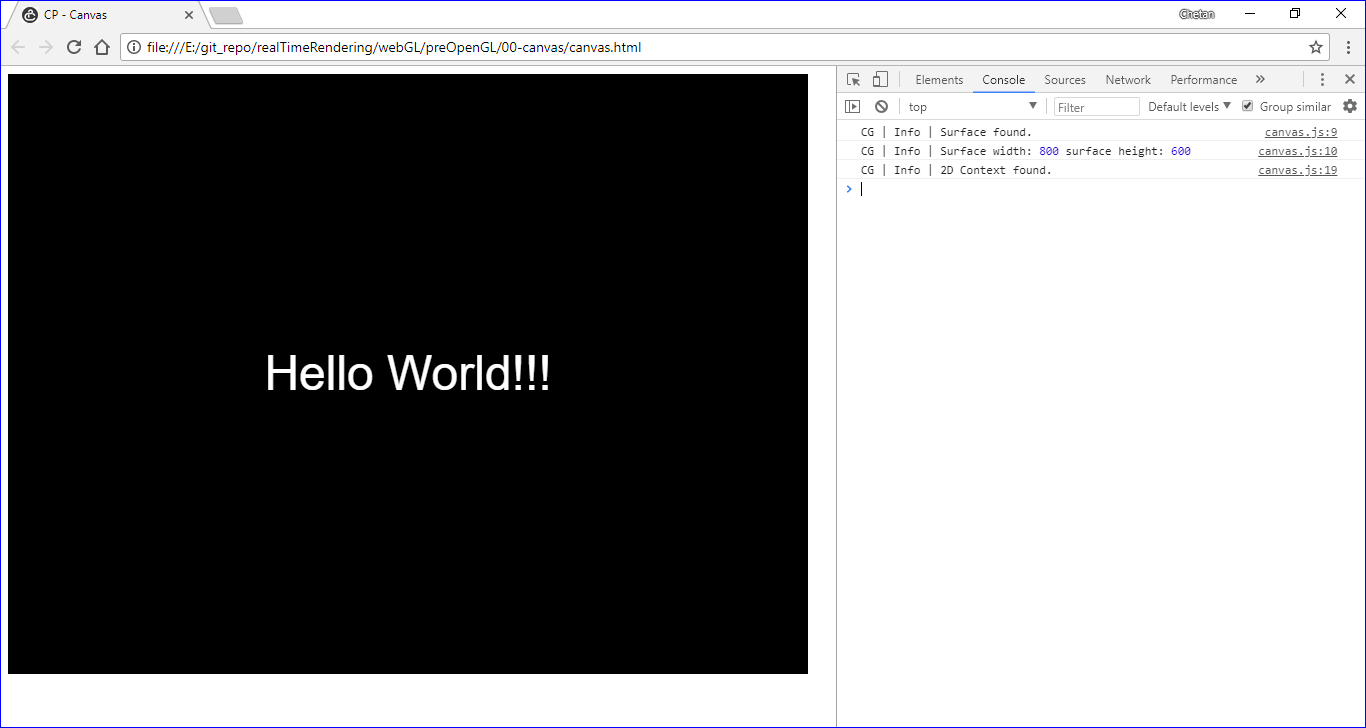 CP - Canvas
Chetan
file:///E:/git_repo/realTimeRendering/webGL/preOpenGL/00-canvas/canvas.html
Elements Console Sources Network Performance »
top Filter Default levels Group similar
CG | Info | Surface found. canvas.js:9
CG | Info | Surface width: 800 surface height: 600 canvas.js:10
CG | Info | 2D Context found. canvas.js:19
>
Hello World!!!